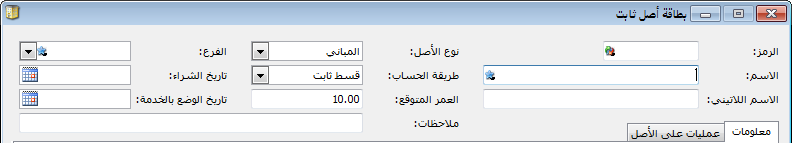 بطاقة أصل ثابت
الرمز: نوع الأصل: المباني الفرع:
الاسم: أ طريقة الحساب: قسط ثابت تاريخ الشراء:
الاسم اللاتيني: العمر المتوقع: 10.00 تاريخ الوضع بالخدمة:
ملاحظات:
معلومات عمليات على الأصل